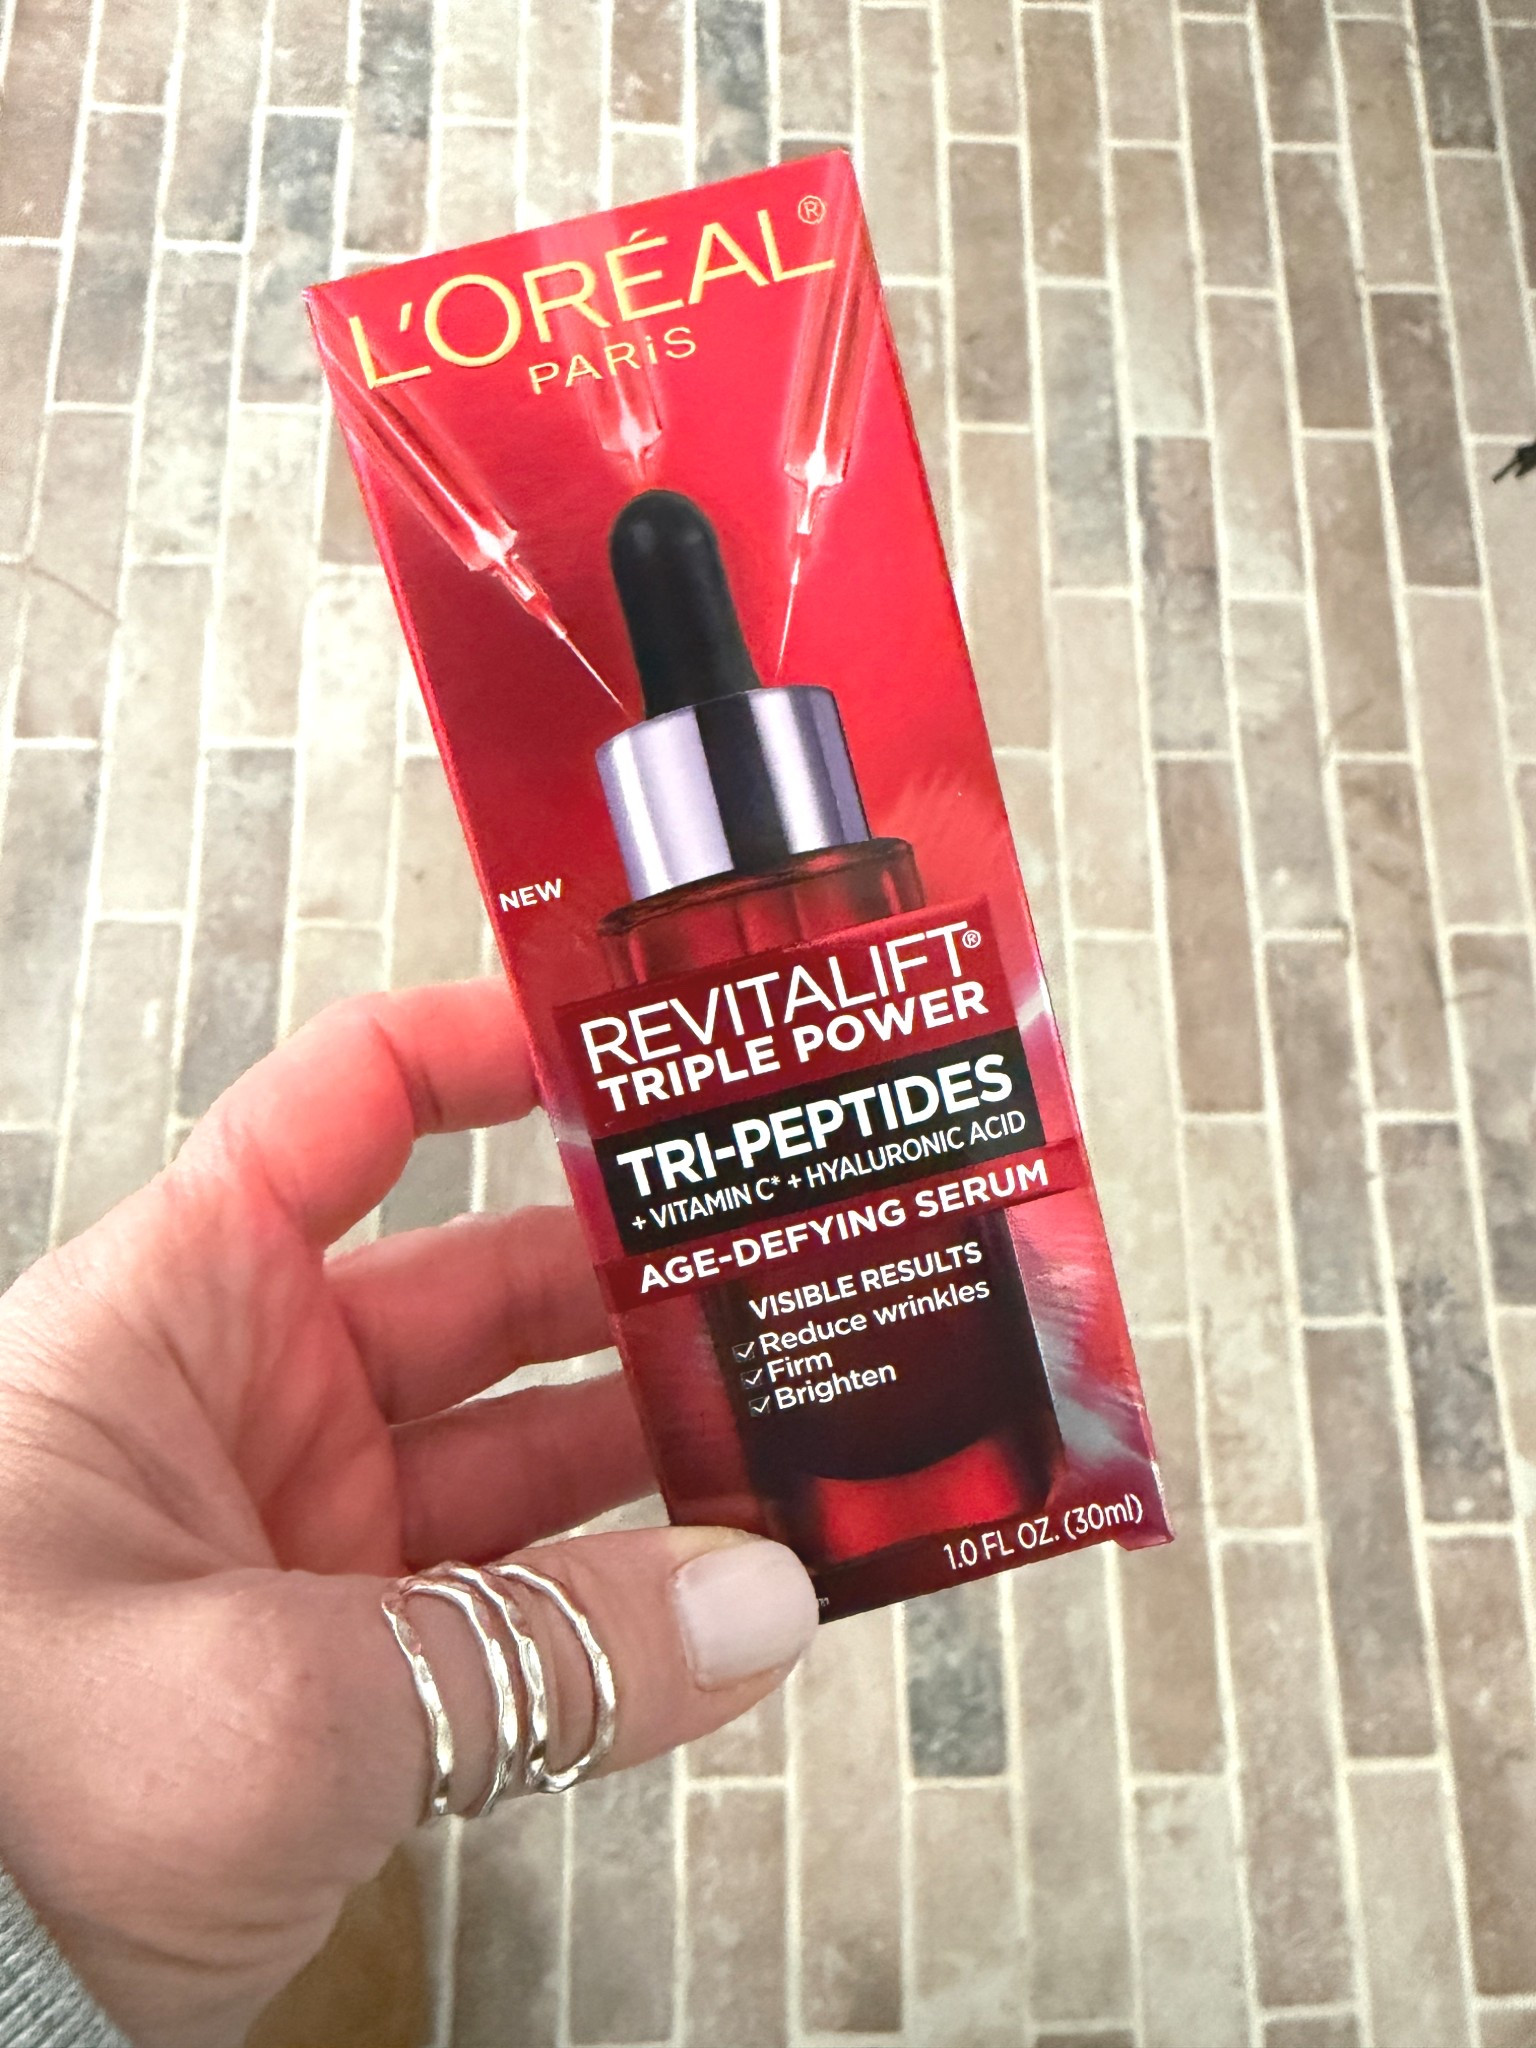 L'ORÉAL®
PARiS
NEW
REVITALIFT®
TRIPLE POWER
TRI-PEPTIDES
+ VITAMIN C* + HYALURONIC ACID
AGE-DEFYING SERUM
VISIBLE RESULTS
Reduce wrinkles
Firm
Brighten
1.0 FL OZ. (30ml)